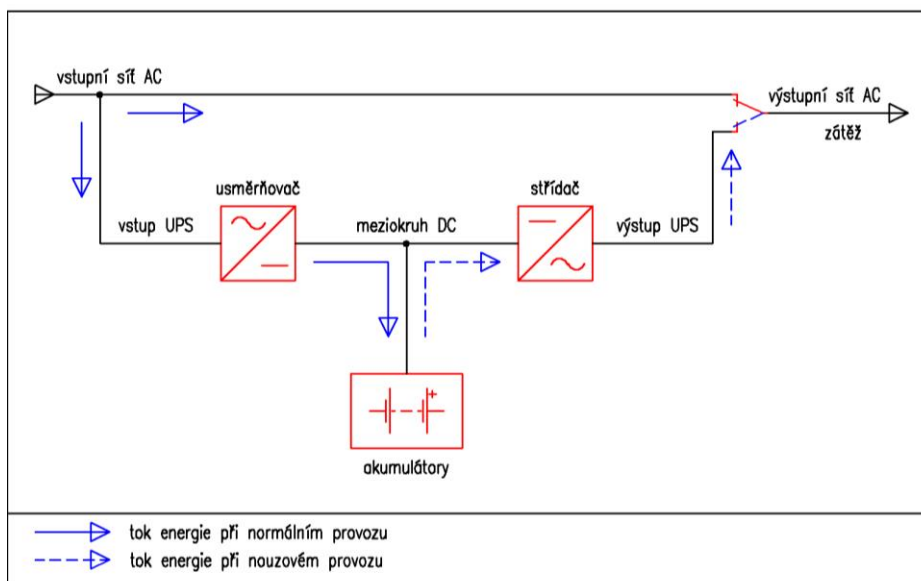 vstupní síť AC
výstupní síť AC
zátěž
usměrňovač
střídač
vstup UPS
meziokruh DC
výstup UPS
akumulátory
tok energie při normálním provozu
tok energie při nouzovém provozu